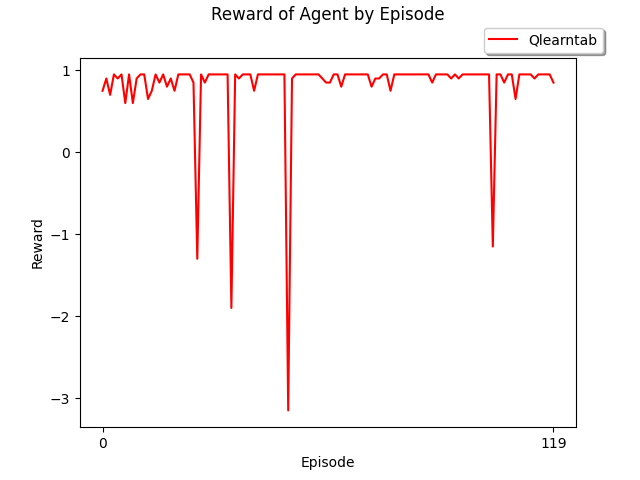 Reward of Agent by Episode
Qlearntab
1
0
−1
−2
−3
Reward
0
119
Episode